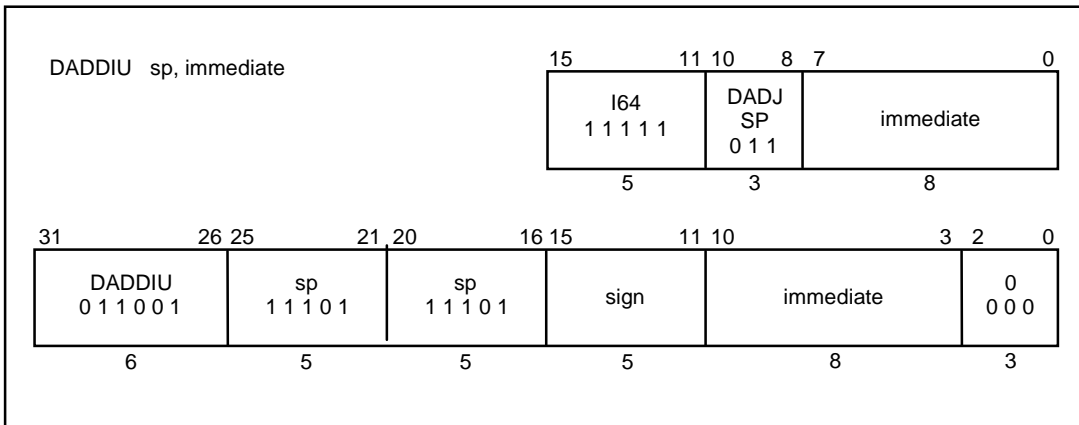 DADDIU sp, immediate
15 11 10 8 7 0
I64 DADJ immediate
1 1 1 1 1 SP
0 1 1
5 3 8
31 26 25 21 20 16 15 11 10 3 2 0
DADDIU sp sp sign immediate 0
0 1 1 0 0 1 1 1 1 0 1 1 1 1 0 1 0 0 0
6 5 5 5 8 3